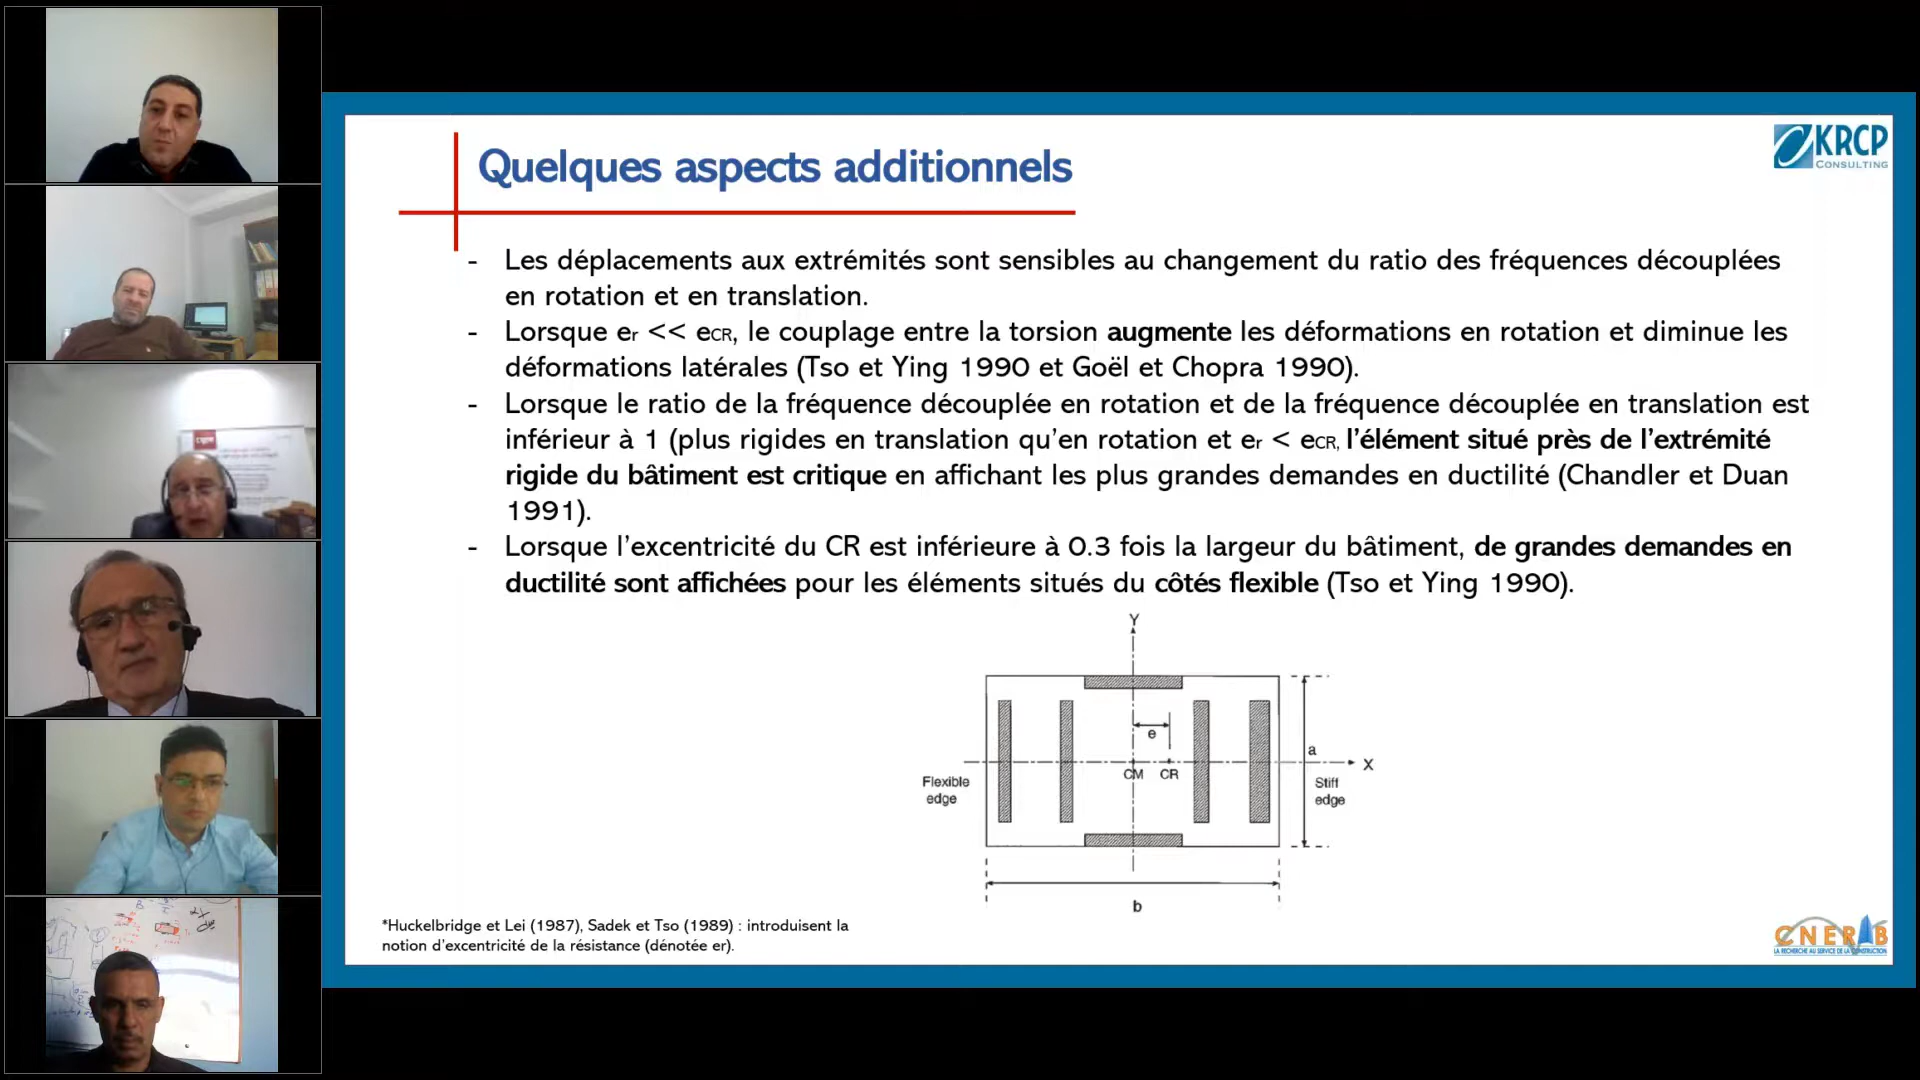 Quelques aspects additionnels
KRCP
CONSULTING
- Les déplacements aux extrémités sont sensibles au changement du ratio des fréquences découplées
en rotation et en translation.
- Lorsque er << eCR, le couplage entre la torsion augmente les déformations en rotation et diminue les
déformations latérales (Tso et Ying 1990 et Goël et Chopra 1990).
- Lorsque le ratio de la fréquence découplée en rotation et de la fréquence découplée en translation est
inférieur à 1 (plus rigides en translation qu’en rotation et er < eCR, l’élément situé près de l’extrémité
rigide du bâtiment est critique en affichant les plus grandes demandes en ductilité (Chandler et Duan
1991).
- Lorsque l’excentricité du CR est inférieure à 0.3 fois la largeur du bâtiment, de grandes demandes en
ductilité sont affichées pour les éléments situés du côtés flexible (Tso et Ying 1990).
Y
e
a
X
CM CR
Flexible
edge
Stiff
edge
b
*Huckelbridge et Lei (1987), Sadek et Tso (1989) : introduisent la
notion d’excentricité de la résistance (dénotée er).
CNERIB
LA RECHERCHE AU SERVICE DE LA CONSTRUCTION